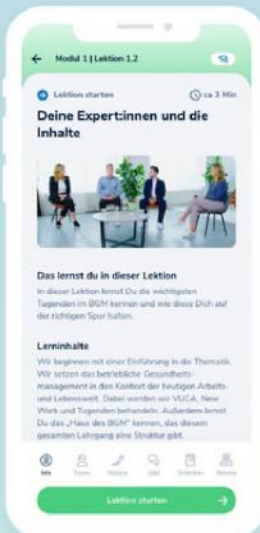 Modul 1 | Lektion 1.2
Lektion starten
ca 3 Min
Deine Expert:innen und die
Inhalte
Das lernst du in dieser Lektion
In dieser Lektion lernst Du die wichtigsten
Tugenden im BGM kennen und wie diese Dich auf
der richtigen Spur halten.
Lerninhalte
Wir beginnen mit einer Einführung in die Thematik.
Wir setzen das betriebliche Gesundheits-
management in den Kontext der heutigen Arbeits-
und Lebenswelt. Dabei werden wir VUCA, New
Work und Tugenden behandeln. Außerdem lernst
Du das „Haus des BGM" kennen, das diesem
gesamten Lehrgang eine Struktur gibt.
Info
Q&A
Lektion starten